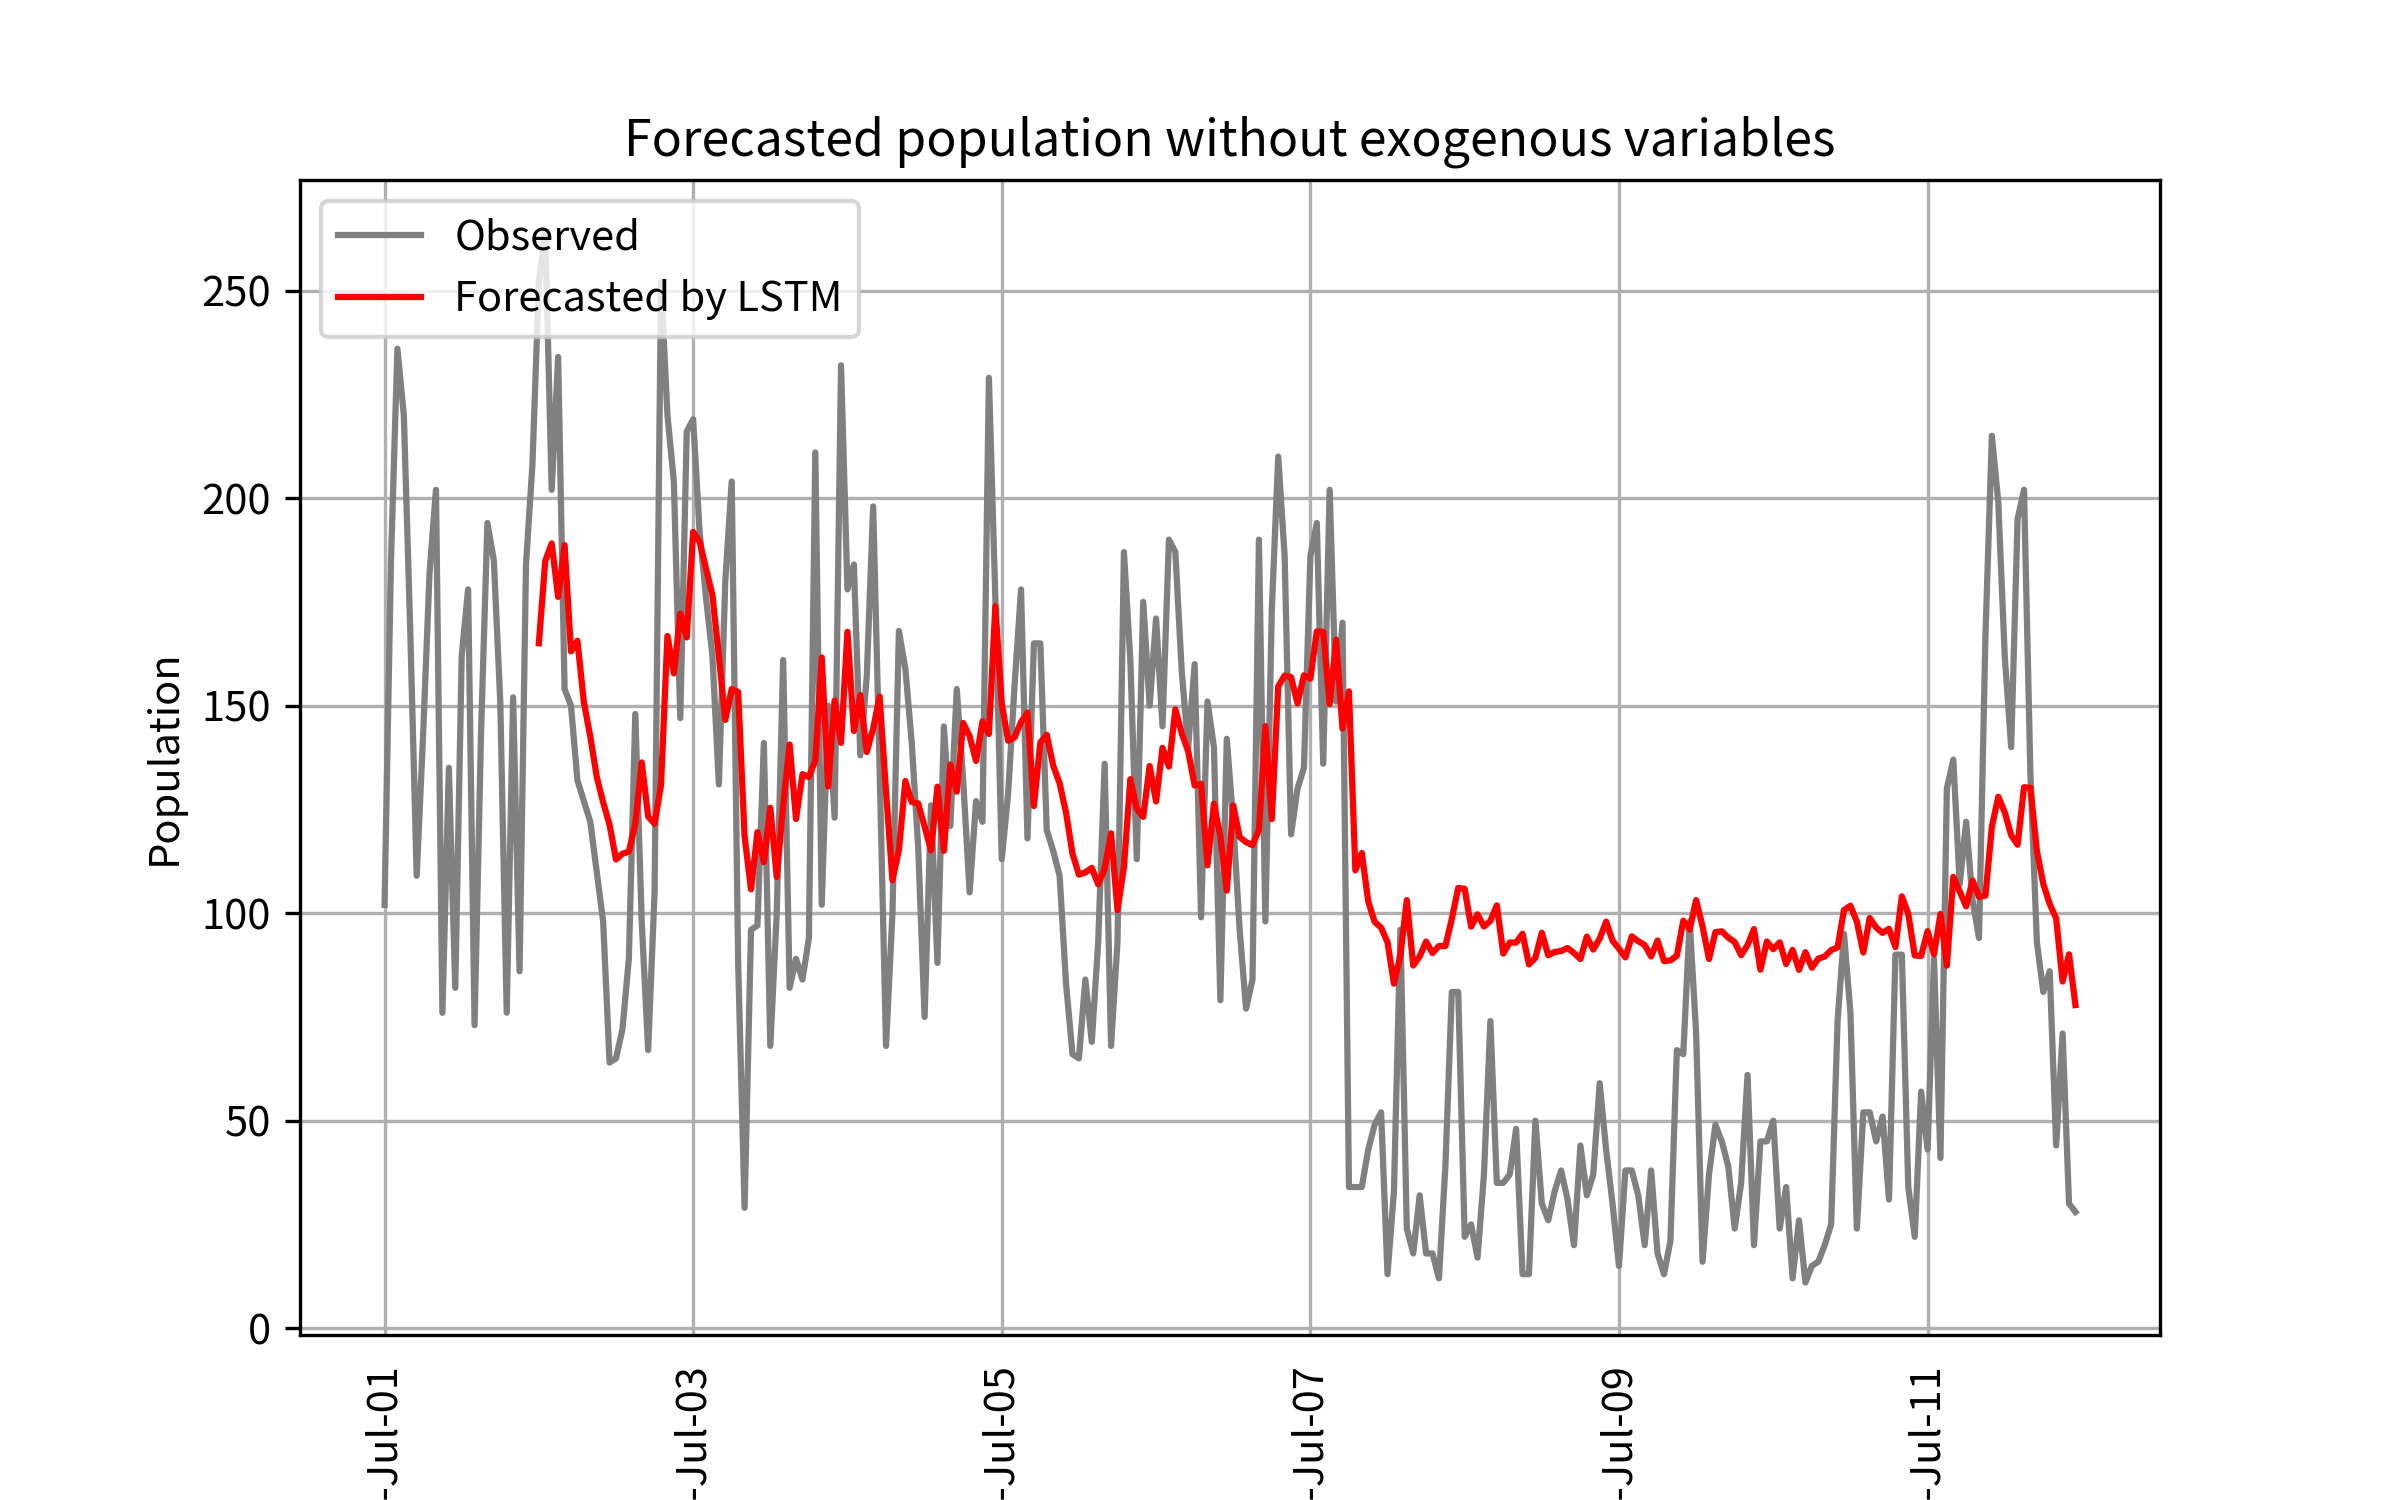 Forecasted population without exogenous variables
Observed
Forecasted by LSTM
Population
250
200
150
100
50
0
-Jul-01
-Jul-03
-Jul-05
-Jul-07
-Jul-09
-Jul-11